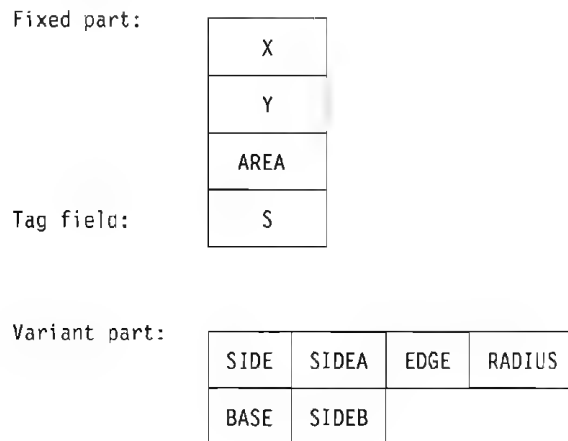 Fixed part:
X
Y
AREA
Tag field: S
Variant part:
SIDE SIDEA EDGE RADIUS
BASE SIDEB